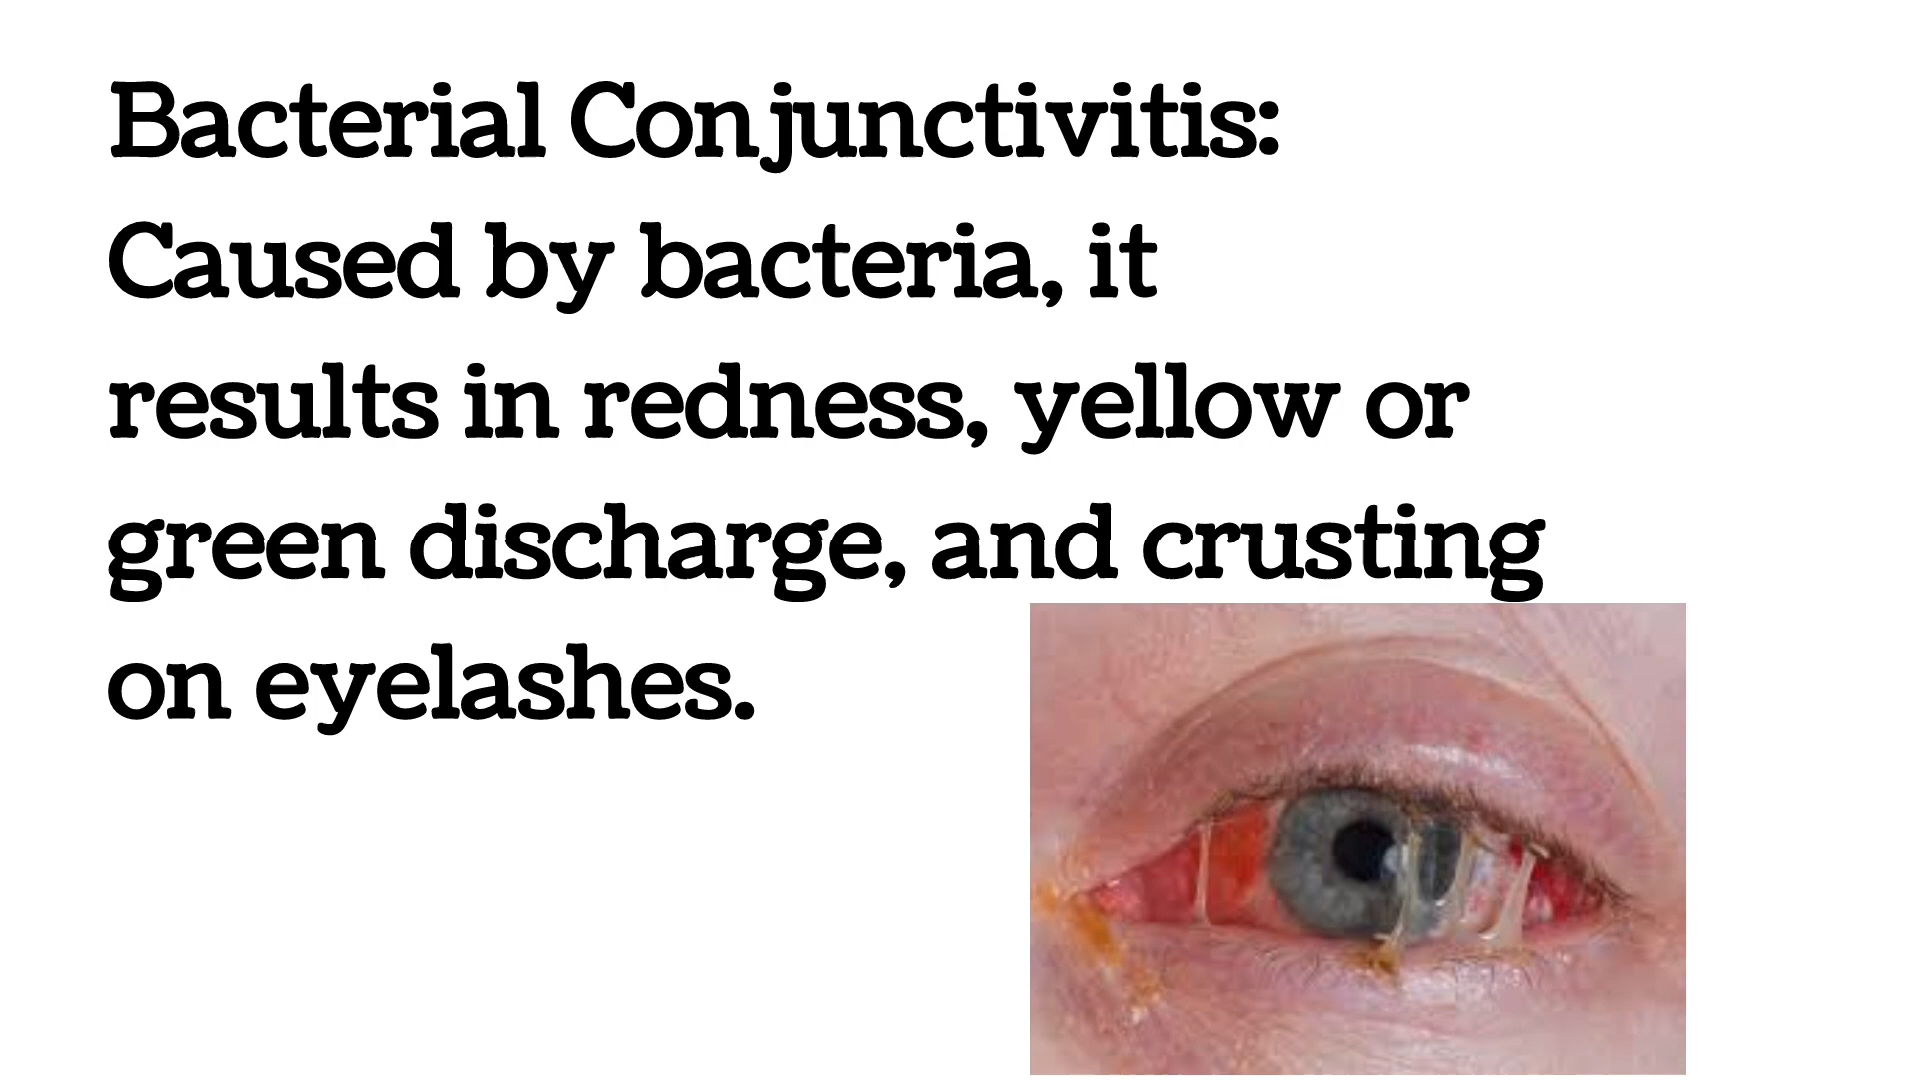 Bacterial Conjunctivitis:
Caused by bacteria, it
results in redness, yellow or
green discharge, and crusting
on eyelashes.